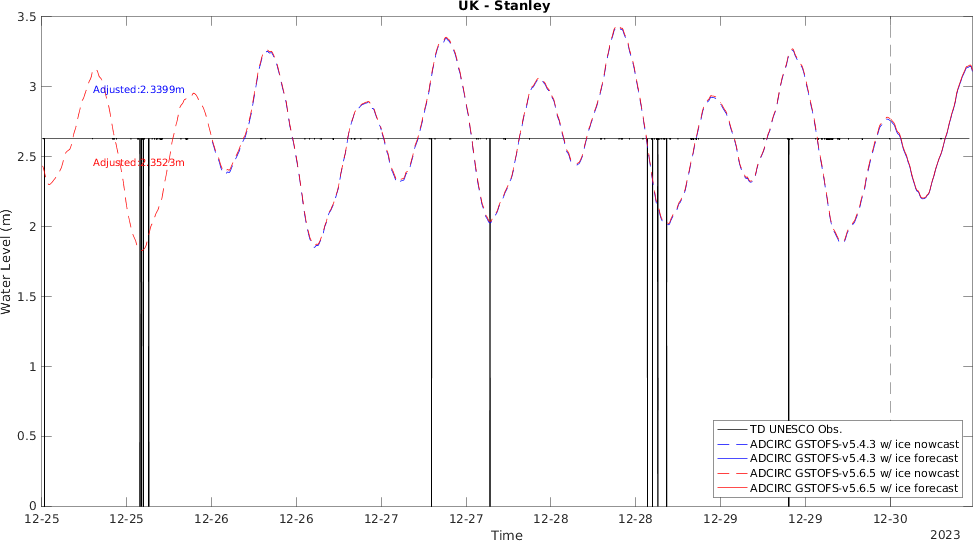 UK - Stanley
3.5
3
2.5
2
1.5
1
0.5
0
Water Level (m)
Adjusted:2.3399m
Adjusted:2.3523m
TD UNESCO Obs.
ADCIRC GSTOFS-v5.4.3 w/ ice nowcast
ADCIRC GSTOFS-v5.4.3 w/ ice forecast
ADCIRC GSTOFS-v5.6.5 w/ ice nowcast
ADCIRC GSTOFS-v5.6.5 w/ ice forecast
12-25 12-25 12-26 12-26 12-27 12-27 12-28 12-28 12-29 12-29 12-30
Time
2023